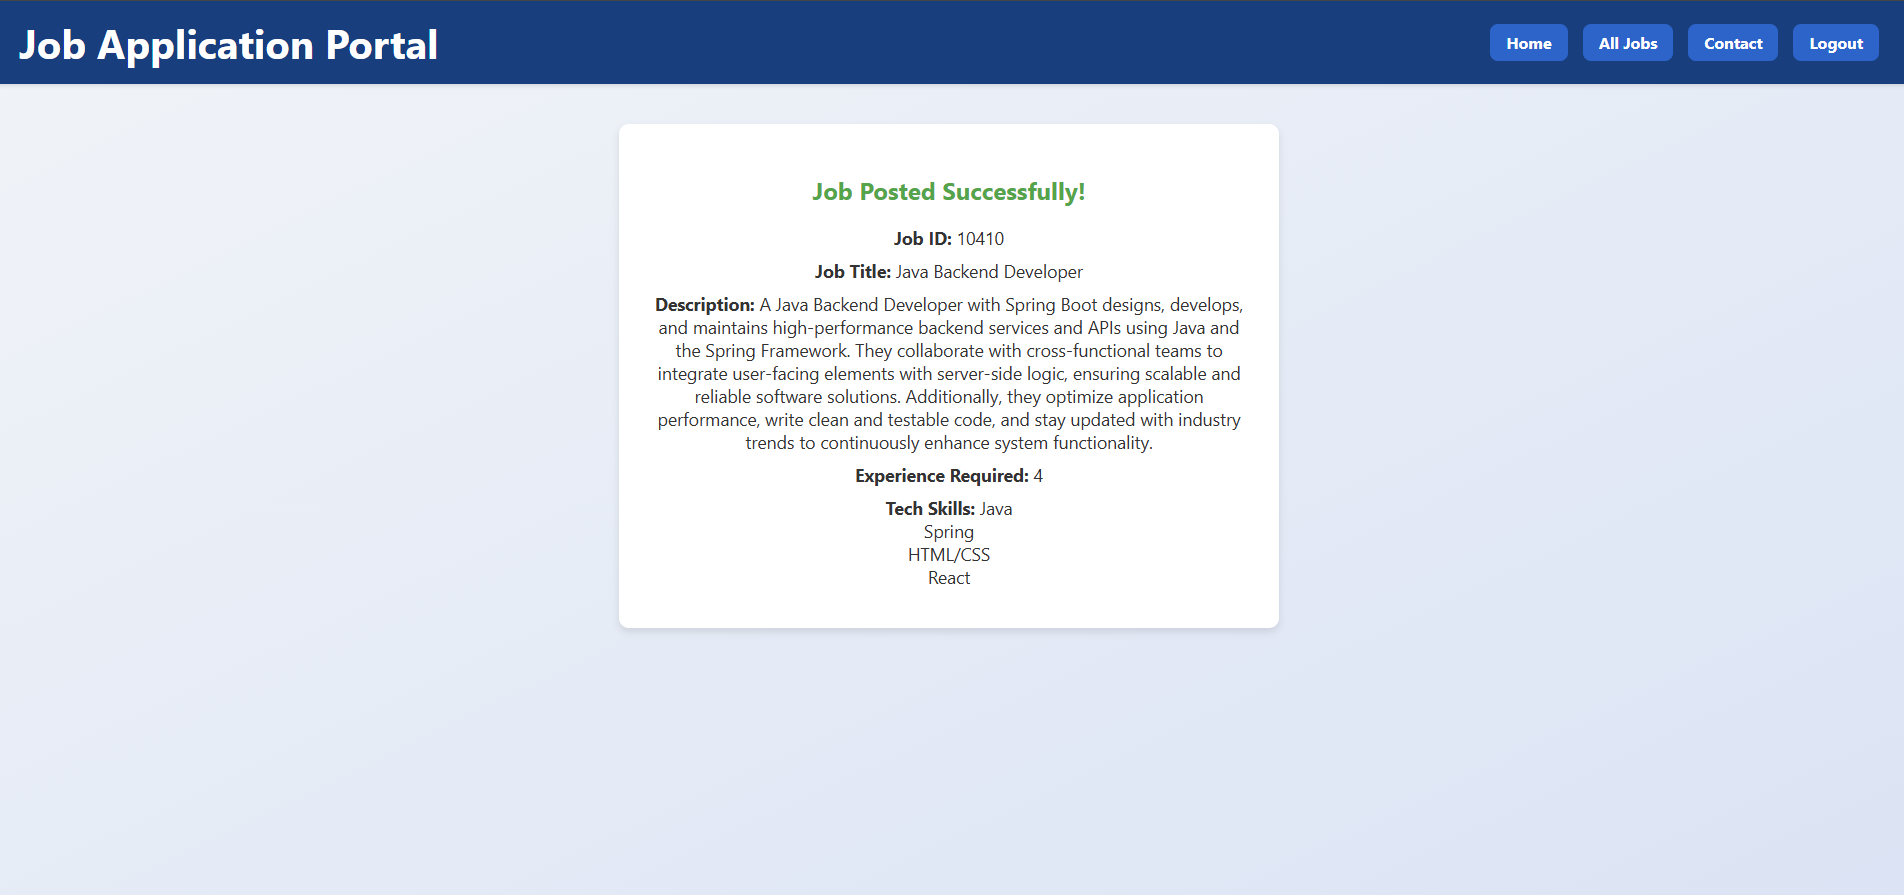 Job Application Portal
Home
All Jobs
Contact
Logout
Job Posted Successfully!
Job ID: 10410
Job Title: Java Backend Developer
Description: A Java Backend Developer with Spring Boot designs, develops,
and maintains high-performance backend services and APIs using Java and
the Spring Framework. They collaborate with cross-functional teams to
integrate user-facing elements with server-side logic, ensuring scalable and
reliable software solutions. Additionally, they optimize application
performance, write clean and testable code, and stay updated with industry
trends to continuously enhance system functionality.
Experience Required: 4
Tech Skills: Java
Spring
HTML/CSS
React